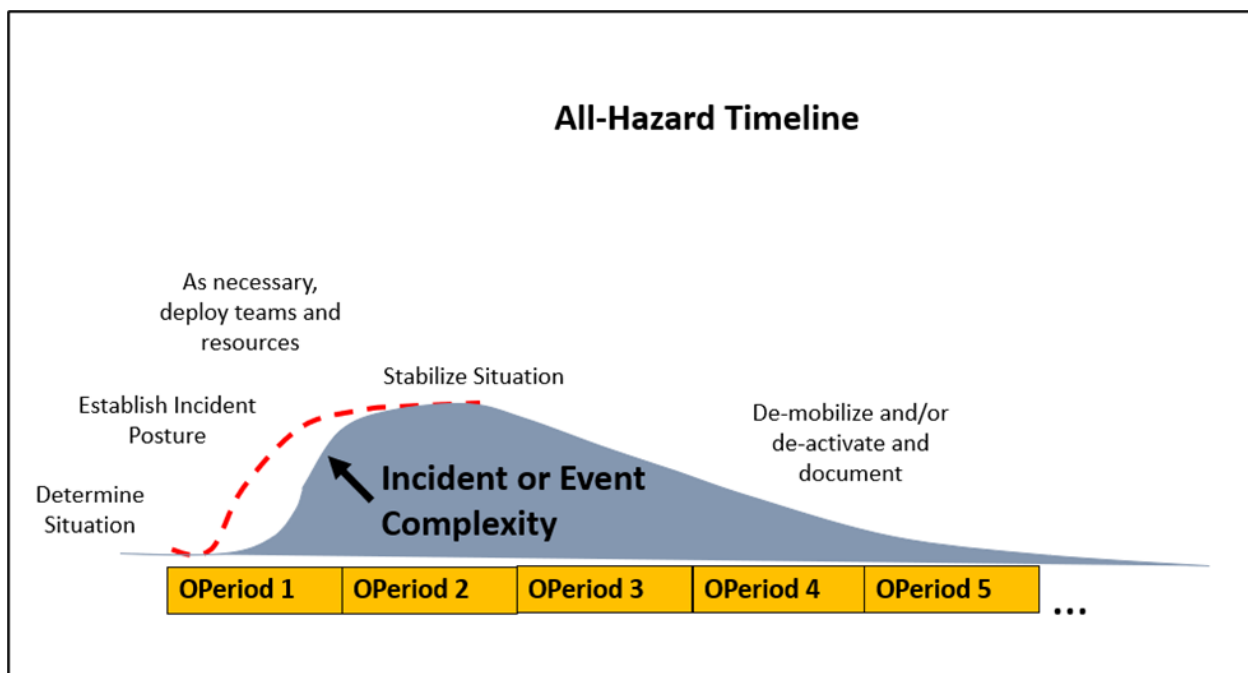 All-Hazard Timeline
As necessary,
deploy teams and
resources
Stabilize Situation
Establish Incident
Posture
De-mobilize and/or
de-activate and
document
Determine
Situation
Incident or Event
Complexity
OPeriod 1 OPeriod 2 OPeriod 3 OPeriod 4 OPeriod 5 ...